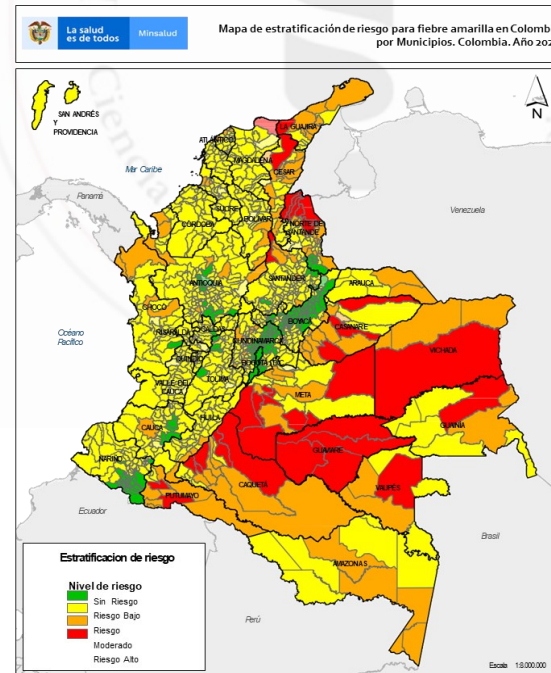 La salud
es de todos
Minsalud
Mapa de estratificación de riesgo para fiebre amarilla en Colomb
por Municipios. Colombia. Año 202
N
SAN ANDRÉS
Y
PROVIDENCIA
Mar Caribe
Panamá
Venezuela
Océano
Pacífico
Ecuador
Perú
Brasil
LA GUAJIRA
ATLÁNTICO
MAGDALENA
CESAR
SUCRE
BOLIVAR
CÓRDOBA
NORTE DE
SANTANDER
ANTIOQUIA
SANTANDER
ARAUCA
CHOCÓ
BOYACÁ
CASANARE
RISARALDA
CALDAS
CUNDINAMARCA
VICHADA
QUINDIO
BOGOTÁ
TOLIMA
VALLE DEL
CAUCA
META
GUAINÍA
HUILA
CAUCA
GUAVIARE
NARIÑO
CAQUETÁ
VAUPÉS
PUTUMAYO
AMAZONAS
Estratificacion de riesgo
Nivel de riesgo
Sin Riesgo
Riesgo Bajo
Riesgo
Moderado
Riesgo Alto
Escala 1:8.000.000